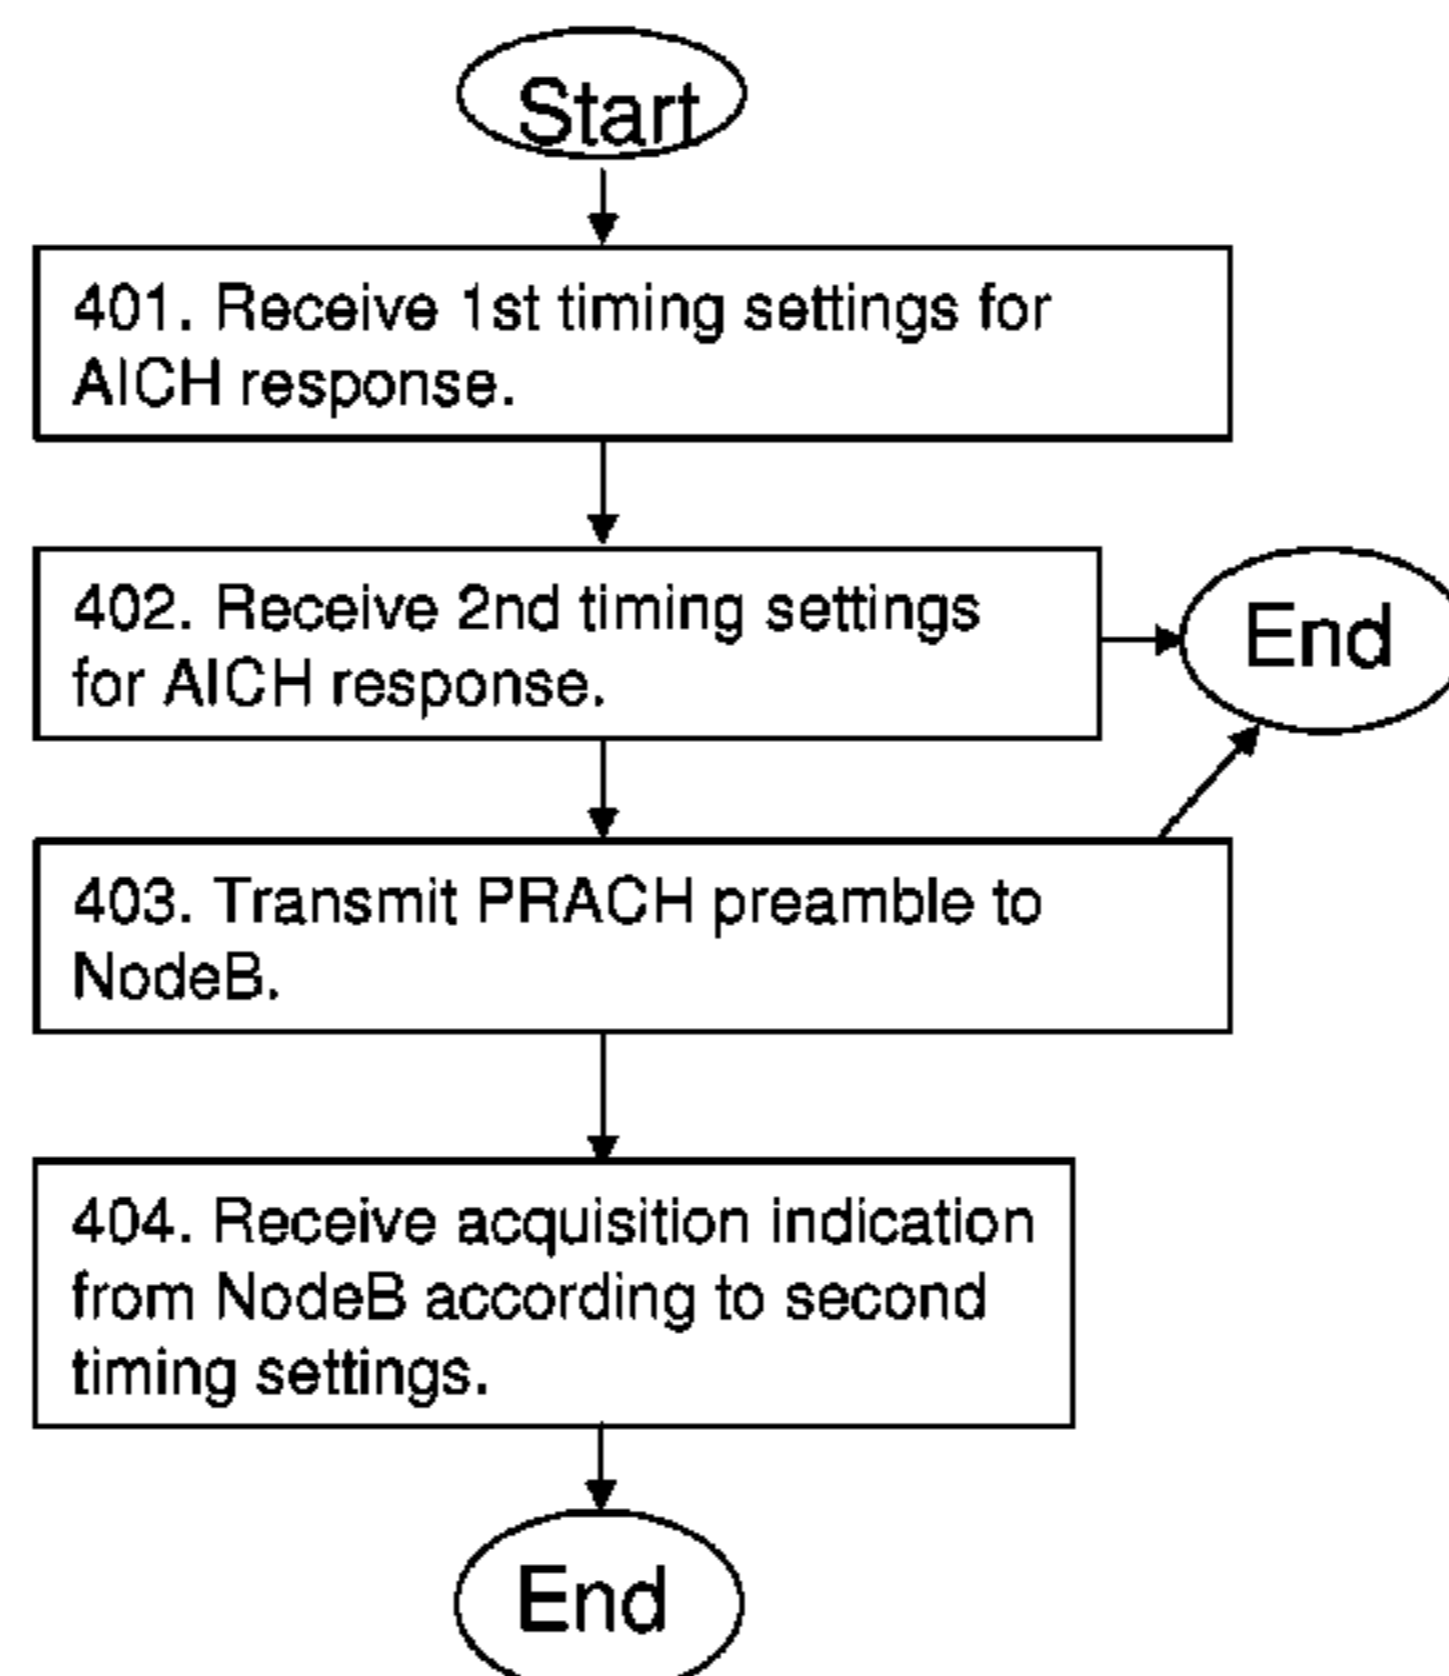 Start
401. Receive 1st timing settings for
AICH response.
402. Receive 2nd timing settings
for AICH response.
End
403. Transmit PRACH preamble to
NodeB.
404. Receive acquisition indication
from NodeB according to second
timing settings.
End